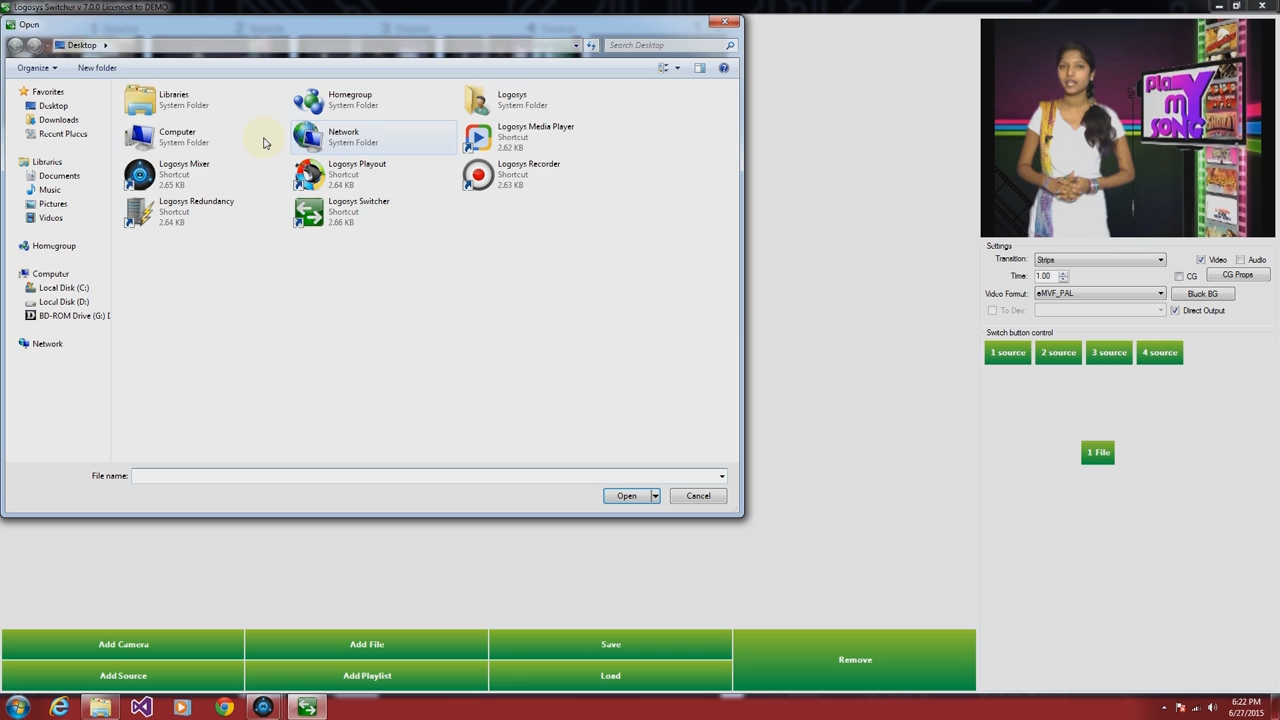 Logosys Switcher v 7.0.0 Licenced to DEMO
Open
Desktop
Search Desktop
Organize
New folder
Favorites
Desktop
Downloads
Recent Places
Libraries
Documents
Music
Pictures
Videos
Homegroup
Computer
Local Disk (C:)
Local Disk (D:)
BD-ROM Drive (G:) D
Network
Libraries
System Folder
Homegroup
System Folder
Logosys
System Folder
Computer
System Folder
Network
System Folder
Logosys Media Player
Shortcut
2.62 KB
Logosys Mixer
Shortcut
2.65 KB
Logosys Playout
Shortcut
2.64 KB
Logosys Recorder
Shortcut
2.63 KB
Logosys Redundancy
Shortcut
2.64 KB
Logosys Switcher
Shortcut
2.66 KB
File name:
Open
Cancel
Play
MY
SONG
Settings
Transition:
Strips
Video
Audio
Time:
1.00
CG
CG Props
Video Format:
eMVF_PAL
Black BG
To Dev:
Direct Output
Switch button control
1 source
2 source
3 source
4 source
1 File
Add Camera
Add File
Save
Remove
Add Source
Add Playlist
Load
6:22 PM
6/27/2015